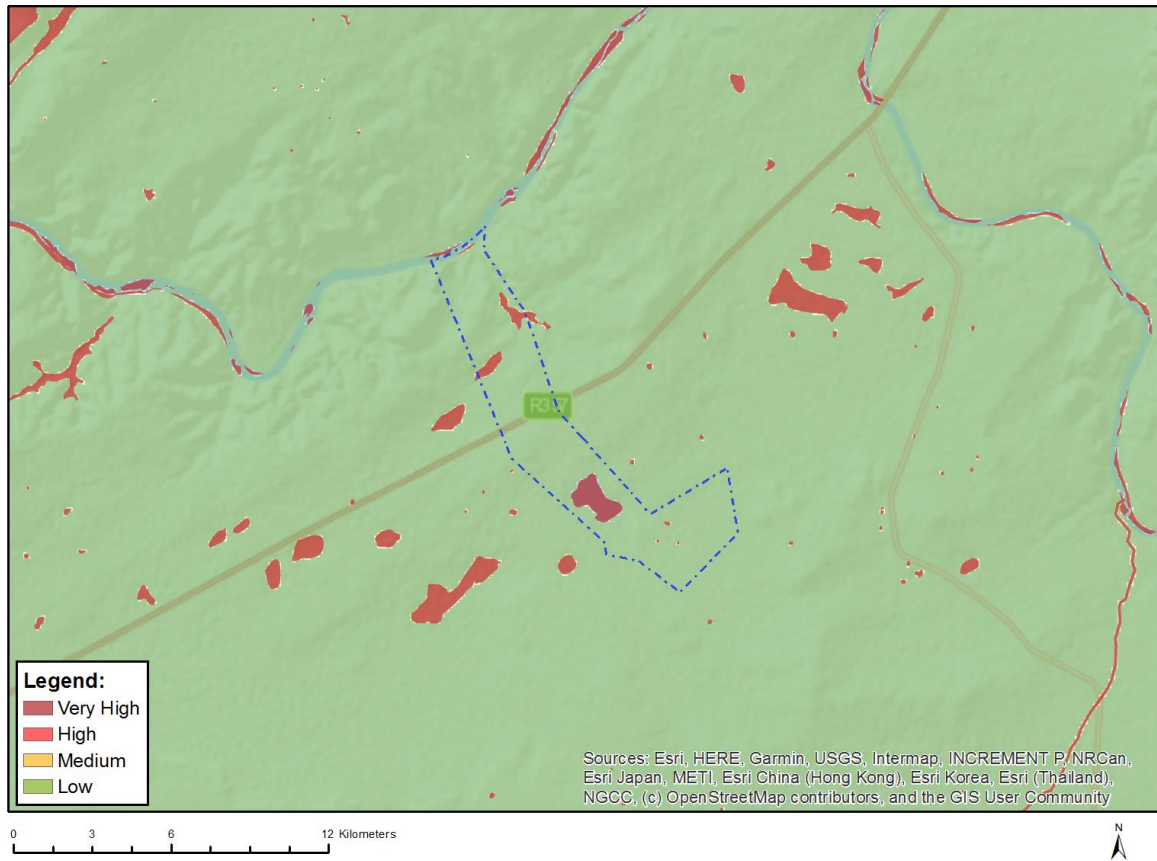 R357
Legend:
Very High
High
Medium
Low
Sources: Esri, HERE, Garmin, USGS, Intermap, INCREMENT P, NRCan,
Esri Japan, METI, Esri China (Hong Kong), Esri Korea, Esri (Thailand),
NGCC, (c) OpenStreetMap contributors, and the GIS User Community
0 3 6 12 Kilometers
N